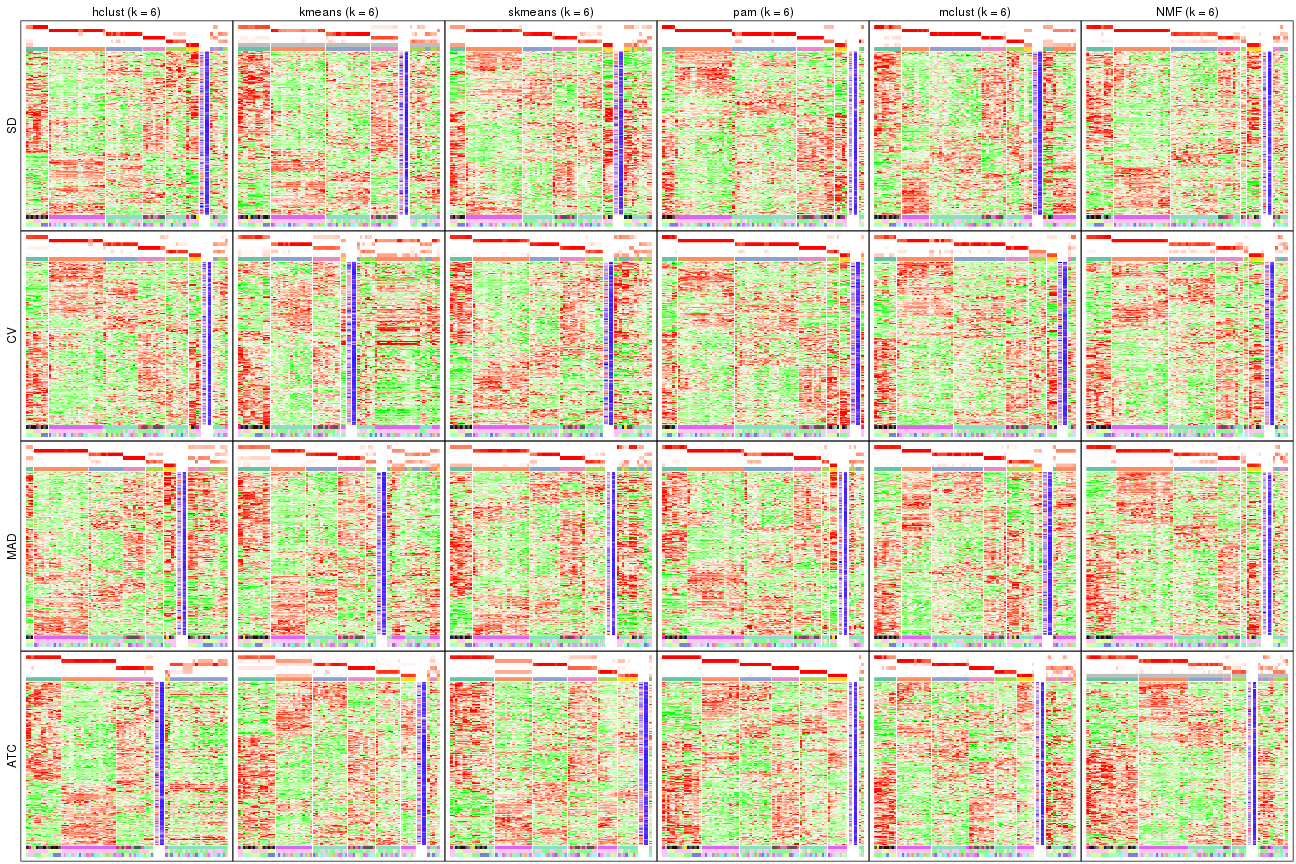 hclust (k = 6) kmeans (k = 6) skmeans (k = 6) pam (k = 6) mclust (k = 6) NMF (k = 6)
SD
CV
MAD
ATC